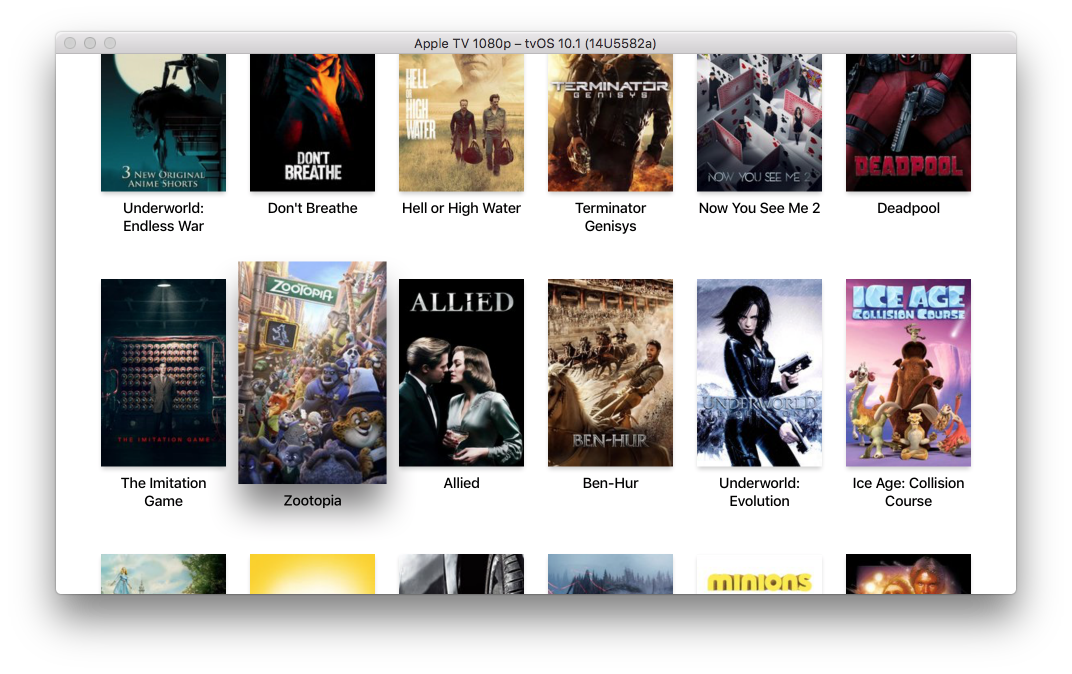 Apple TV 1080p – tvOS 10.1 (14U5582a)
3 NEW ORIGINAL
ANIME SHORTS
DON'T
BREATHE
HELL
OR
HIGH
WATER
TERMINATOR
GENISYS
NOW YOU SEE ME 2
DEADPOOL
Underworld:
Endless War
Don't Breathe
Hell or High Water
Terminator
Genisys
Now You See Me 2
Deadpool
THE IMITATION GAME
ZOOTOPIA
ALLIED
BEN-HUR
UNDERWORLD
ICE AGE
COLLISION COURSE
The Imitation
Game
Zootopia
Allied
Ben-Hur
Underworld:
Evolution
Ice Age: Collision
Course
minions